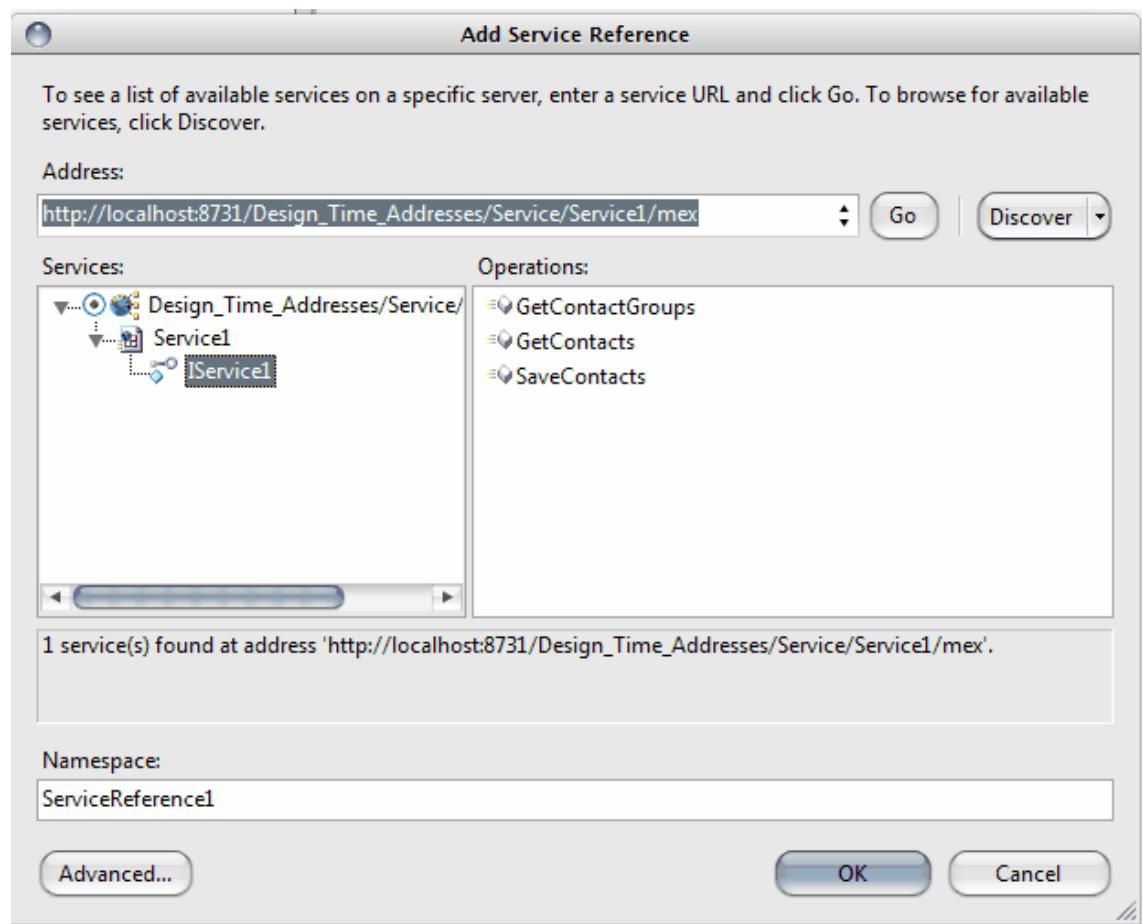 Add Service Reference
To see a list of available services on a specific server, enter a service URL and click Go. To browse for available
services, click Discover.
Address:
http://localhost:8731/Design_Time_Addresses/Service/Service1/mex
Go
Discover
Services:
Operations:
Design_Time_Addresses/Service/
Service1
IService1
GetContactGroups
GetContacts
SaveContacts
1 service(s) found at address 'http://localhost:8731/Design_Time_Addresses/Service/Service1/mex'.
Namespace:
ServiceReference1
Advanced...
OK
Cancel